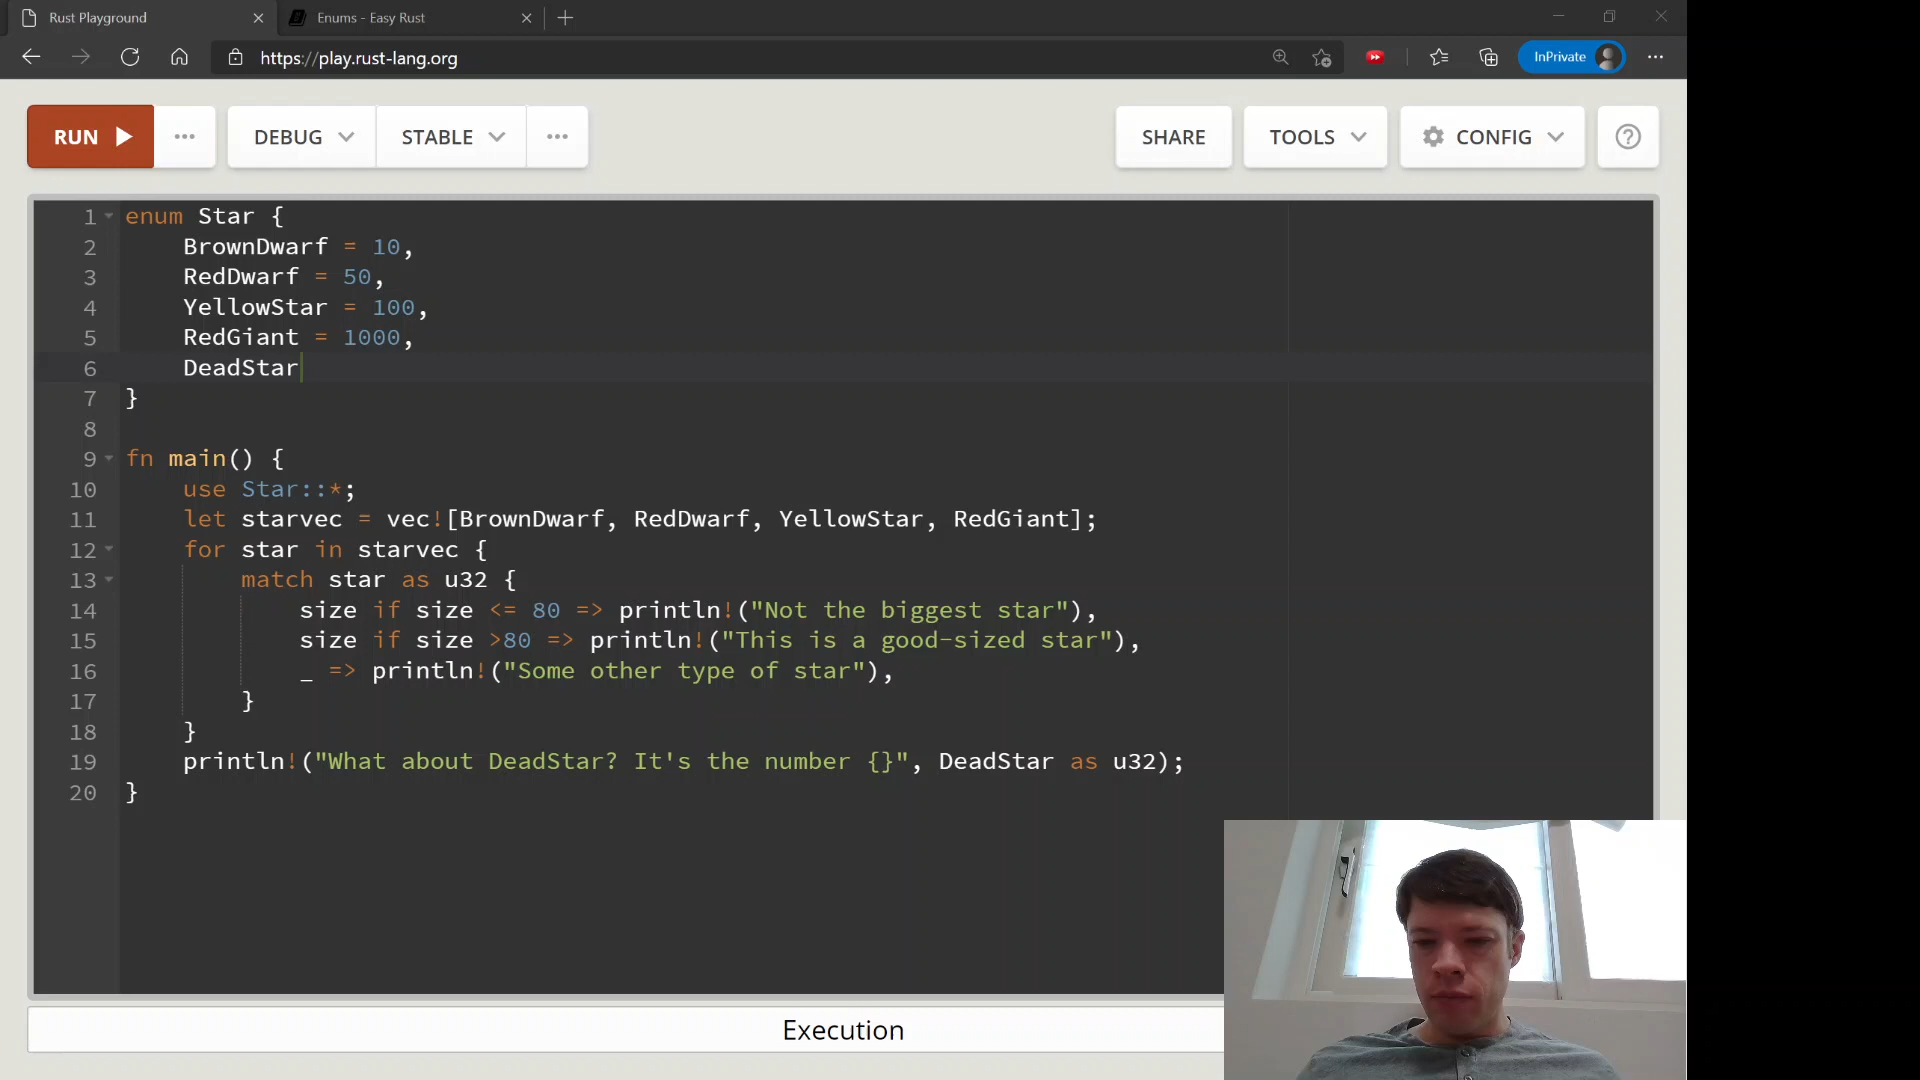 Rust Playground
Enums - Easy Rust
https://play.rust-lang.org
InPrivate
RUN
DEBUG
STABLE
SHARE
TOOLS
CONFIG
1 enum Star {
2 BrownDwarf = 10,
3 RedDwarf = 50,
4 YellowStar = 100,
5 RedGiant = 1000,
6 DeadStar
7 }
8
9 fn main() {
10 use Star::*;
11 let starvec = vec![BrownDwarf, RedDwarf, YellowStar, RedGiant];
12 for star in starvec {
13 match star as u32 {
14 size if size <= 80 => println!("Not the biggest star"),
15 size if size >80 => println!("This is a good-sized star"),
16 _ => println!("Some other type of star"),
17 }
18 }
19 println!("What about DeadStar? It's the number {}", DeadStar as u32);
20 }
Execution